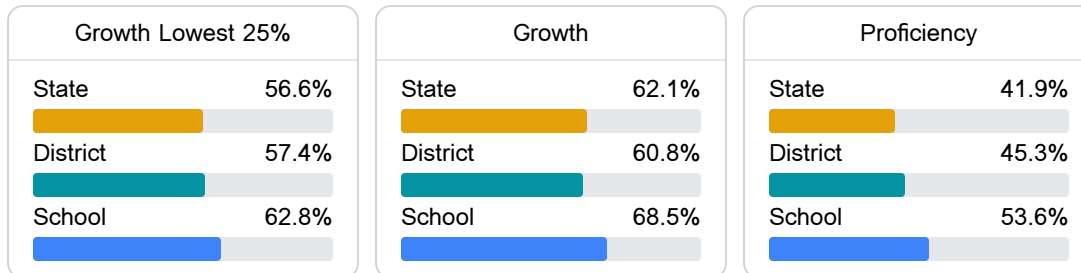 Growth Lowest 25%
State 56.6%
District 57.4%
School 62.8%
Growth
State 62.1%
District 60.8%
School 68.5%
Proficiency
State 41.9%
District 45.3%
School 53.6%